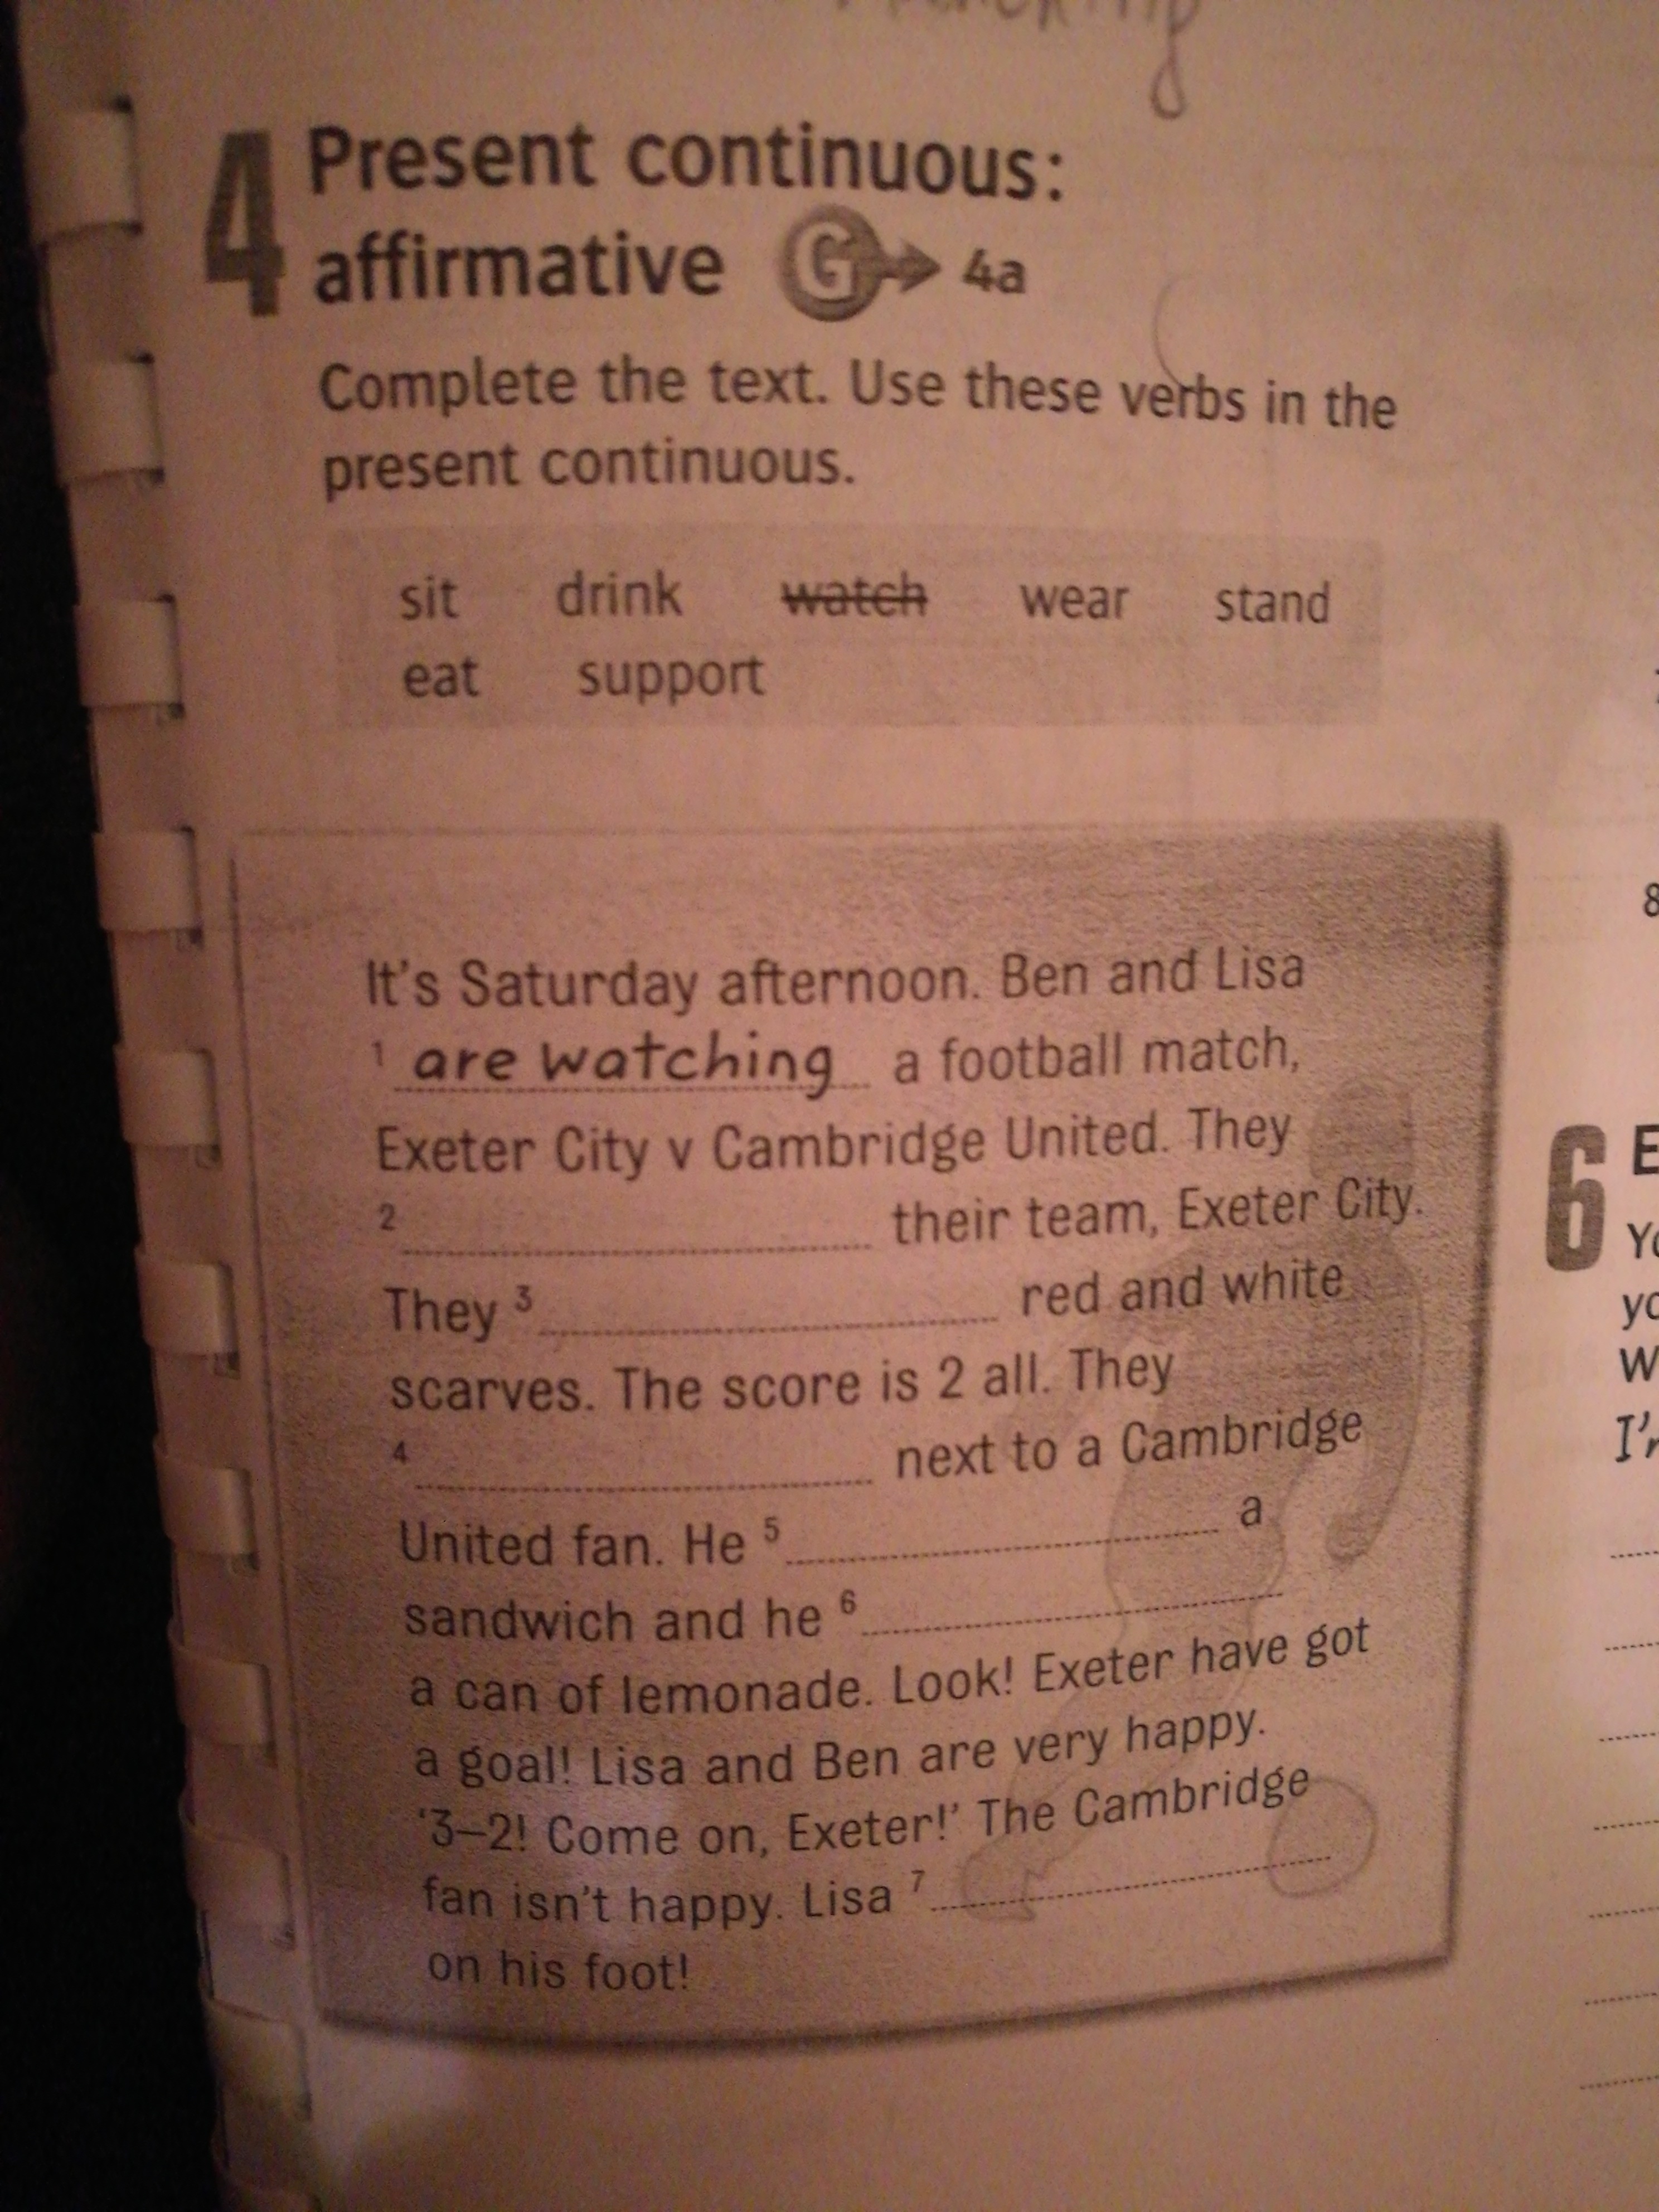 4 Present continuous:
affirmative G 4a
Complete the text. Use these verbs in the
present continuous.
sit drink watch wear stand
eat support
It's Saturday afternoon. Ben and Lisa
1 are watching a football match,
Exeter City v Cambridge United. They
2 ........ their team, Exeter City.
They 3 ........ red and white
scarves. The score is 2 all. They
4 ........ next to a Cambridge
United fan. He 5 ........ a
sandwich and he 6 ........
a can of lemonade. Look! Exeter have got
a goal! Lisa and Ben are very happy.
'3–2! Come on, Exeter!' The Cambridge
fan isn't happy. Lisa 7 ........
on his foot!
8
6